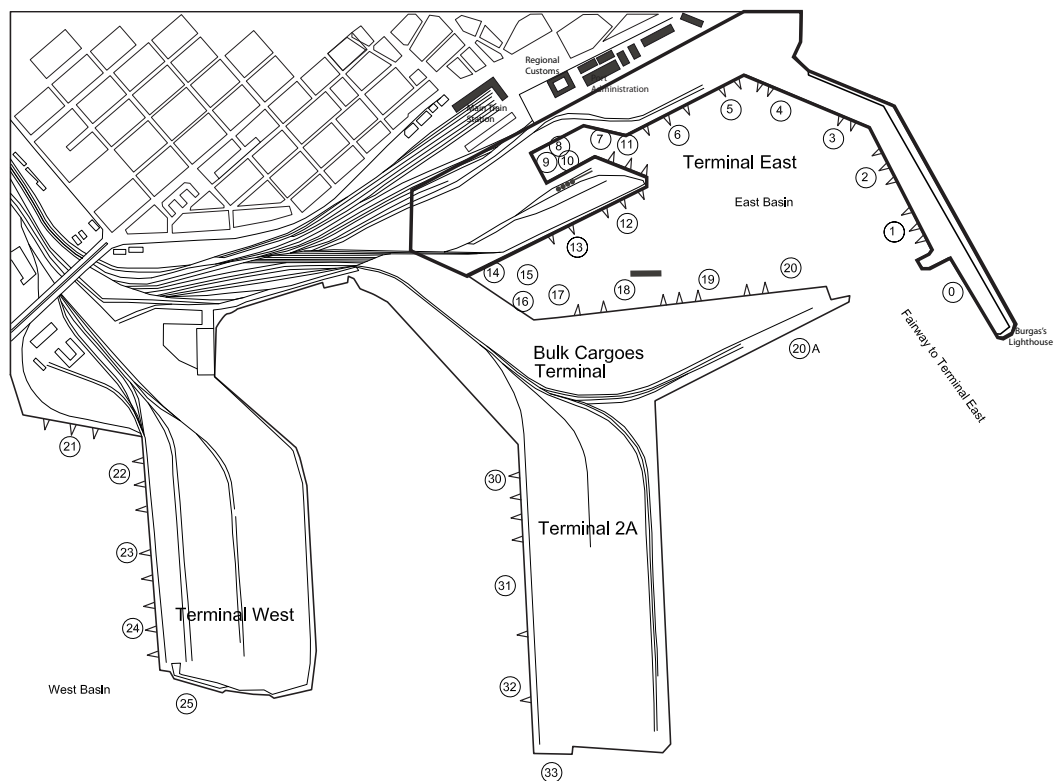 Regional
Customs
Port
Administration
Main Train
Station
5
4
3
6
7
11
8
9
10
Terminal East
2
East Basin
12
1
13
14
15
20
19
18
17
16
0
Fairway to Terminal East
Burgas's
Lighthouse
20 A
Bulk Cargoes
Terminal
21
22
30
23
Terminal 2A
31
Terminal West
24
West Basin
25
32
33